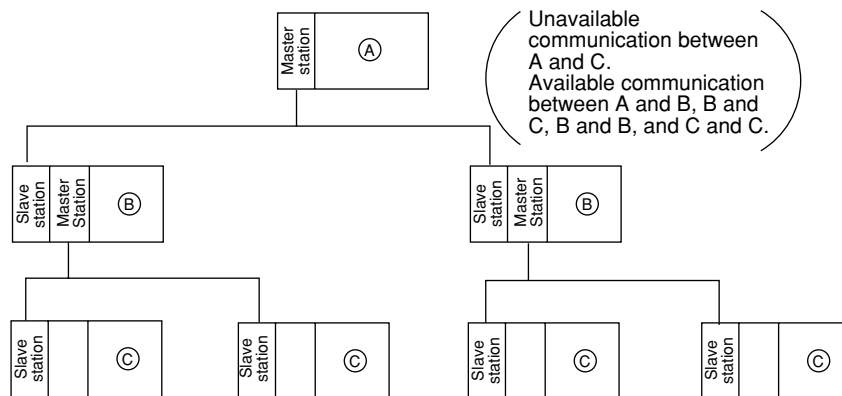 Master
station
A
Unavailable
communication between
A and C.
Available communication
between A and B, B and
C, B and B, and C and C.
Slave
station
Master
Station
B
Slave
station
Master
Station
B
Slave
station
C
Slave
station
C
Slave
station
C
Slave
station
C